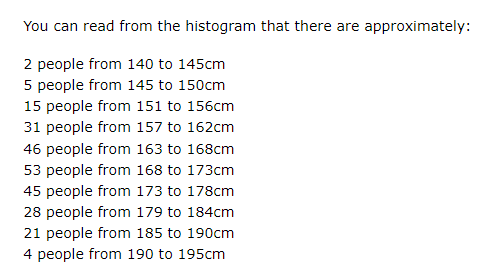 You can read from the histogram that there are approximately:
2 people from 140 to 145cm
5 people from 145 to 150cm
15 people from 151 to 156cm
31 people from 157 to 162cm
46 people from 163 to 168cm
53 people from 168 to 173cm
45 people from 173 to 178cm
28 people from 179 to 184cm
21 people from 185 to 190cm
4 people from 190 to 195cm